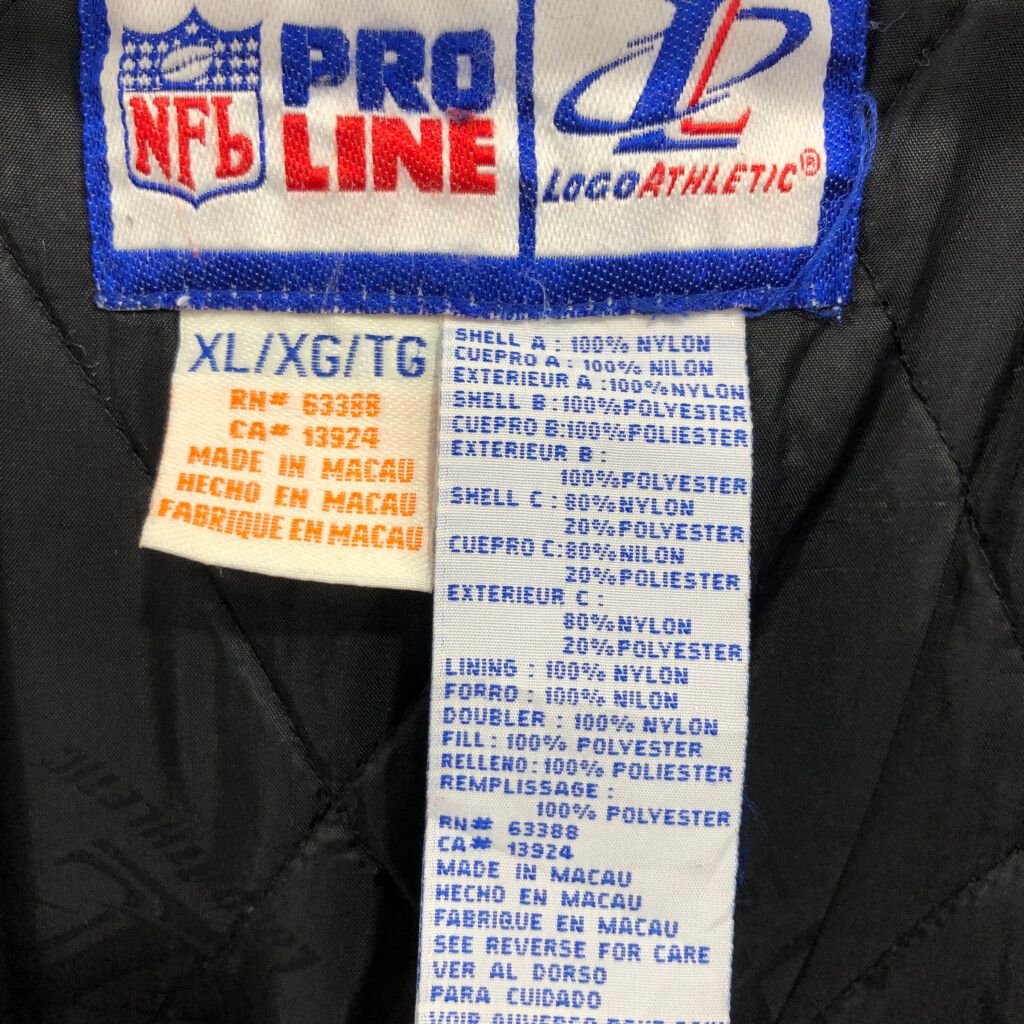 NFL
PRO
LINE
LOGOATHLETIC®
XL/XG/TG
RN# 63388
CA# 13924
MADE IN MACAU
HECHO EN MACAU
FABRIQUE EN MACAU
SHELL A : 100% NYLON
CUEPRO A : 100% NILON
EXTERIEUR A :100%NYLON
SHELL B:100%POLYESTER
CUEPRO B:100%POLIESTER
EXTERIEUR B :
100%POLYESTER
SHELL C : 80%NYLON
20%POLYESTER
CUEPRO C:80%NILON
20%POLIESTER
EXTERIEUR C :
80%NYLON
20%POLYESTER
LINING : 100% NYLON
FORRO : 100% NILON
DOUBLER : 100% NYLON
FILL: 100% POLYESTER
RELLENO:100% POLIESTER
REMPLISSAGE :
100% POLYESTER
RN# 63388
CA# 13924
MADE IN MACAU
HECHO EN MACAU
FABRIQUE EN MACAU
SEE REVERSE FOR CARE
VER AL DORSO
PARA CUIDADO
VOIR